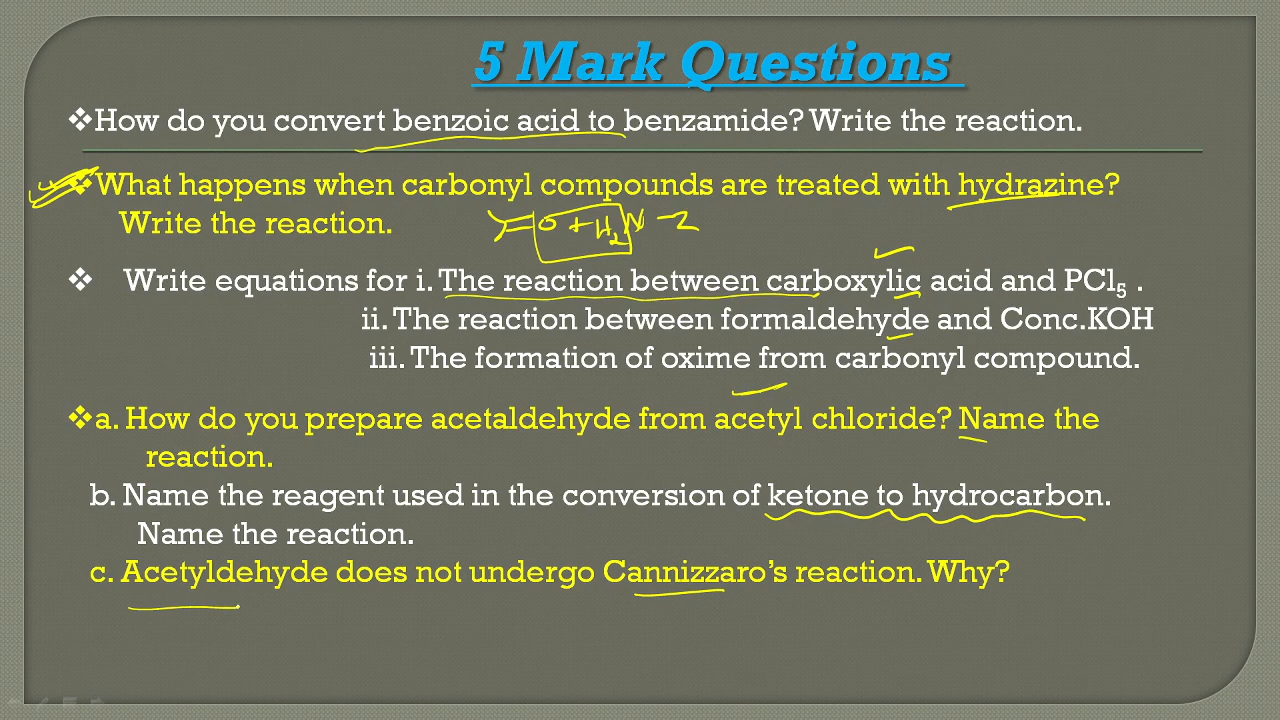 5 Mark Questions
❖How do you convert benzoic acid to benzamide? Write the reaction.
❖What happens when carbonyl compounds are treated with hydrazine?
Write the reaction.
=O + H₂N - Z
❖ Write equations for i. The reaction between carboxylic acid and PCl₅ .
ii. The reaction between formaldehyde and Conc.KOH
iii. The formation of oxime from carbonyl compound.
❖a. How do you prepare acetaldehyde from acetyl chloride? Name the
reaction.
b. Name the reagent used in the conversion of ketone to hydrocarbon.
Name the reaction.
c. Acetyldehyde does not undergo Cannizzaro's reaction. Why?